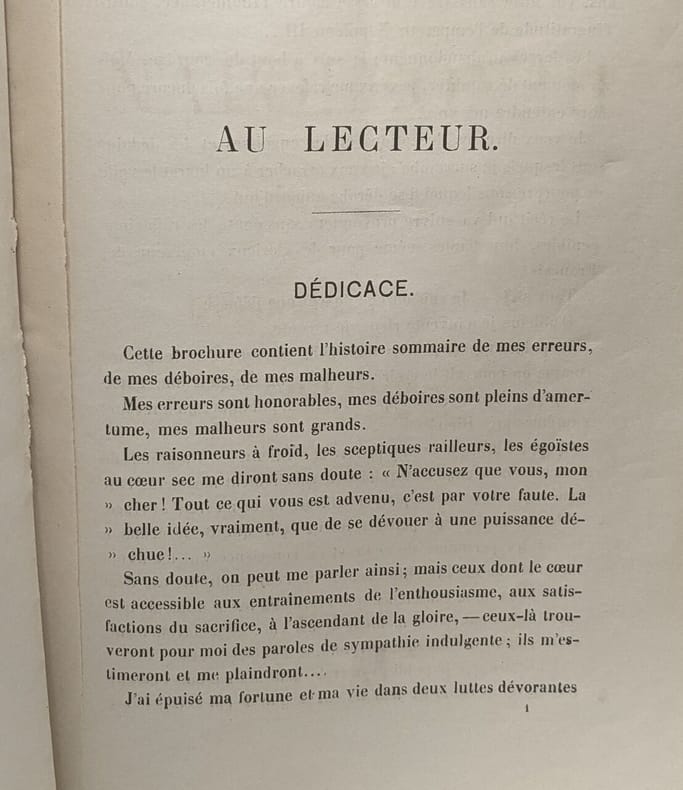 AU LECTEUR.
DÉDICACE.
Cette brochure contient l'histoire sommaire de mes erreurs,
de mes déboires, de mes malheurs.
Mes erreurs sont honorables, mes déboires sont pleins d'amer-
tume, mes malheurs sont grands.
Les raisonneurs à froid, les sceptiques railleurs, les égoïstes
au cœur sec me diront sans doute : « N'accusez que vous, mon
» cher ! Tout ce qui vous est advenu, c'est par votre faute. La
» belle idée, vraiment, que de se dévouer à une puissance dé-
» chue !... »
Sans doute, on peut me parler ainsi ; mais ceux dont le cœur
est accessible aux entrainements de l'enthousiasme, aux satis-
factions du sacrifice, à l'ascendant de la gloire, — ceux-là trou-
veront pour moi des paroles de sympathie indulgente ; ils m'es-
timeront et me plaindront....
J'ai épuisé ma fortune et ma vie dans deux luttes dévorantes
1